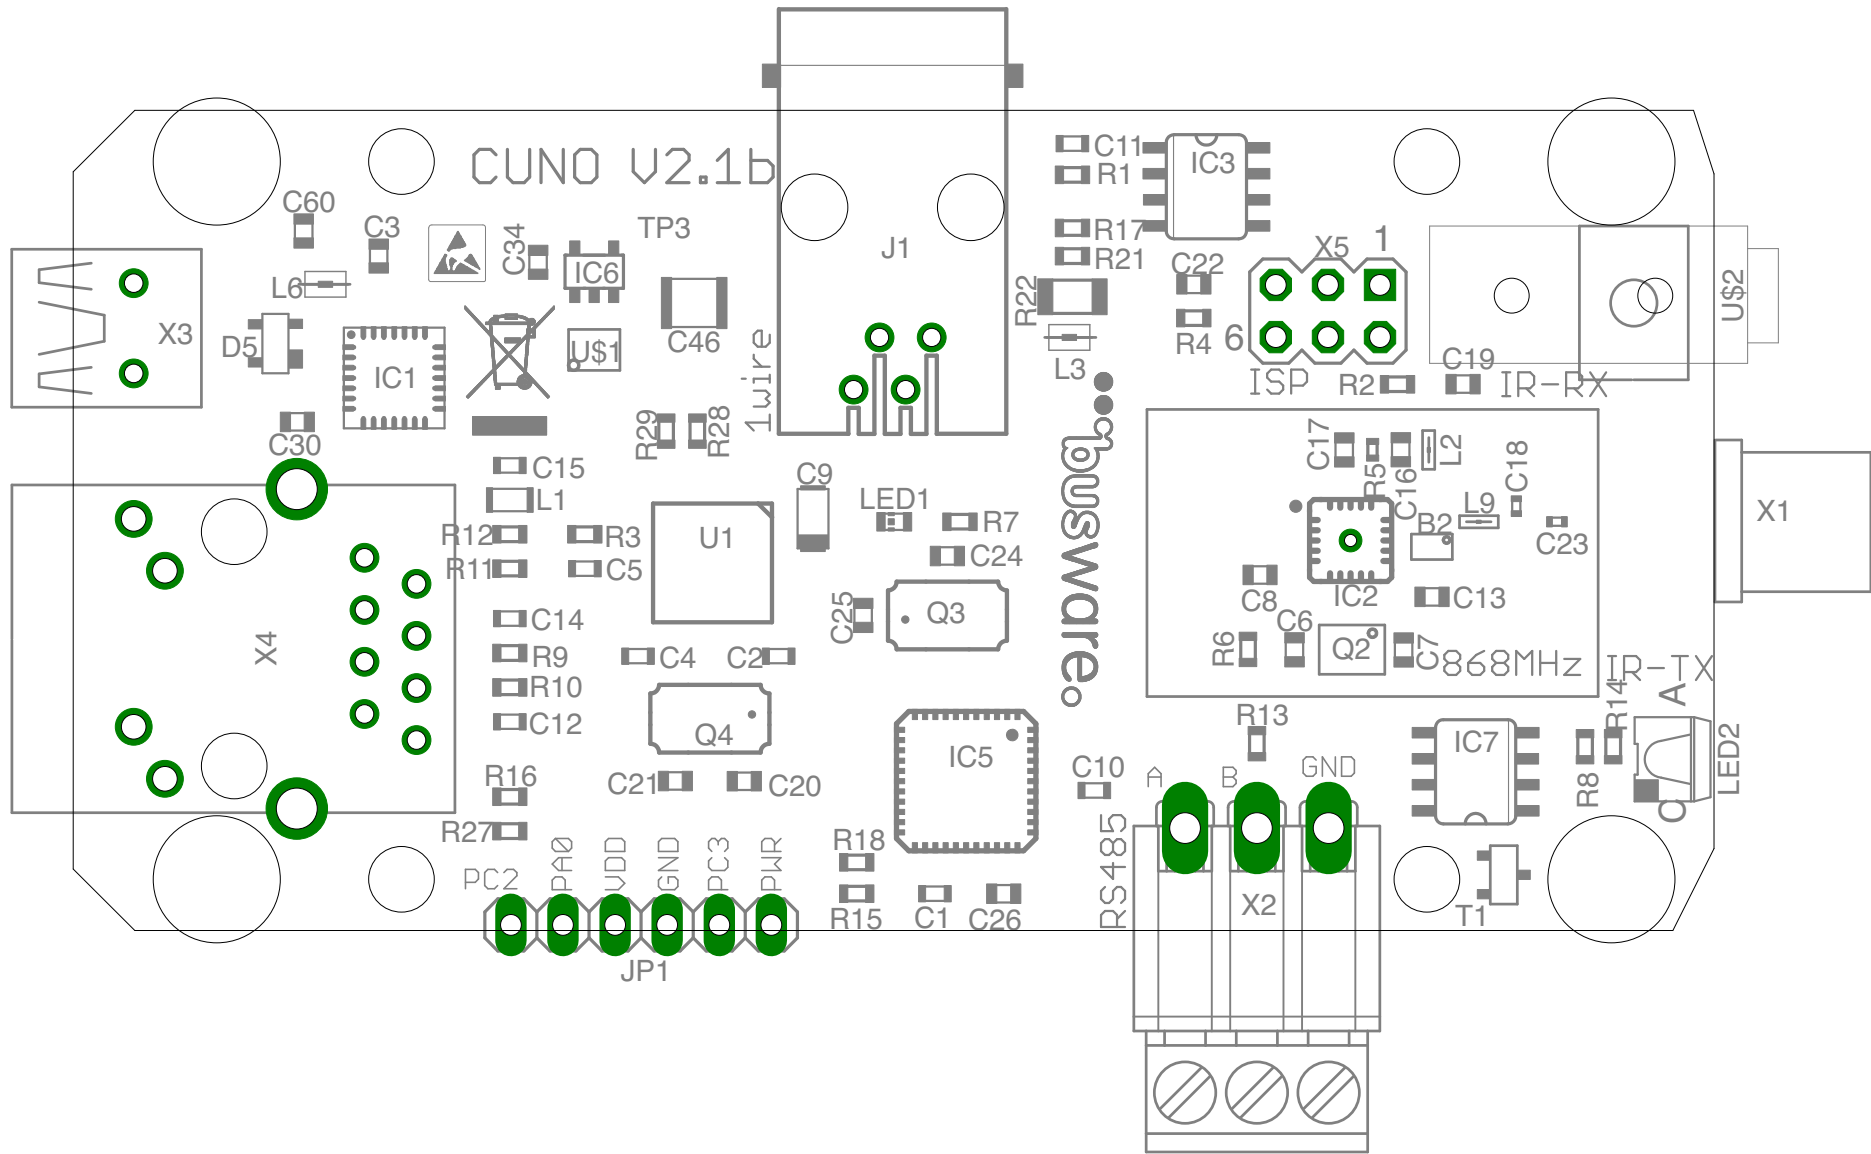 CUNO V2.1b
C11
IC3
R1
C60
C3
C34
TP3
R17
J1
R21
X5
1
C22
IC6
L6
R22
U$2
X3
D5
U$1
C46
1wire
R4
6
L3
IC1
ISP
R2
C19
IR-RX
C30
R29
R28
C17
R5
C16
L2
C18
C15
C9
L1
LED1
busware.
L9
X1
R12
R3
U1
R7
B2
C23
R11
C5
C24
C8
IC2
C13
C14
C25
Q3
X4
R9
C4
C2
R6
C6
Q2
C7
868MHz
IR-TX
R10
C12
Q4
R14
A
R13
IC5
IC7
LED2
R16
C21
C20
C10
A
B
GND
R8
C
R27
R18
RS485
PC2
PA0
VDD
GND
PC3
PWR
R15
C1
C26
X2
T1
JP1